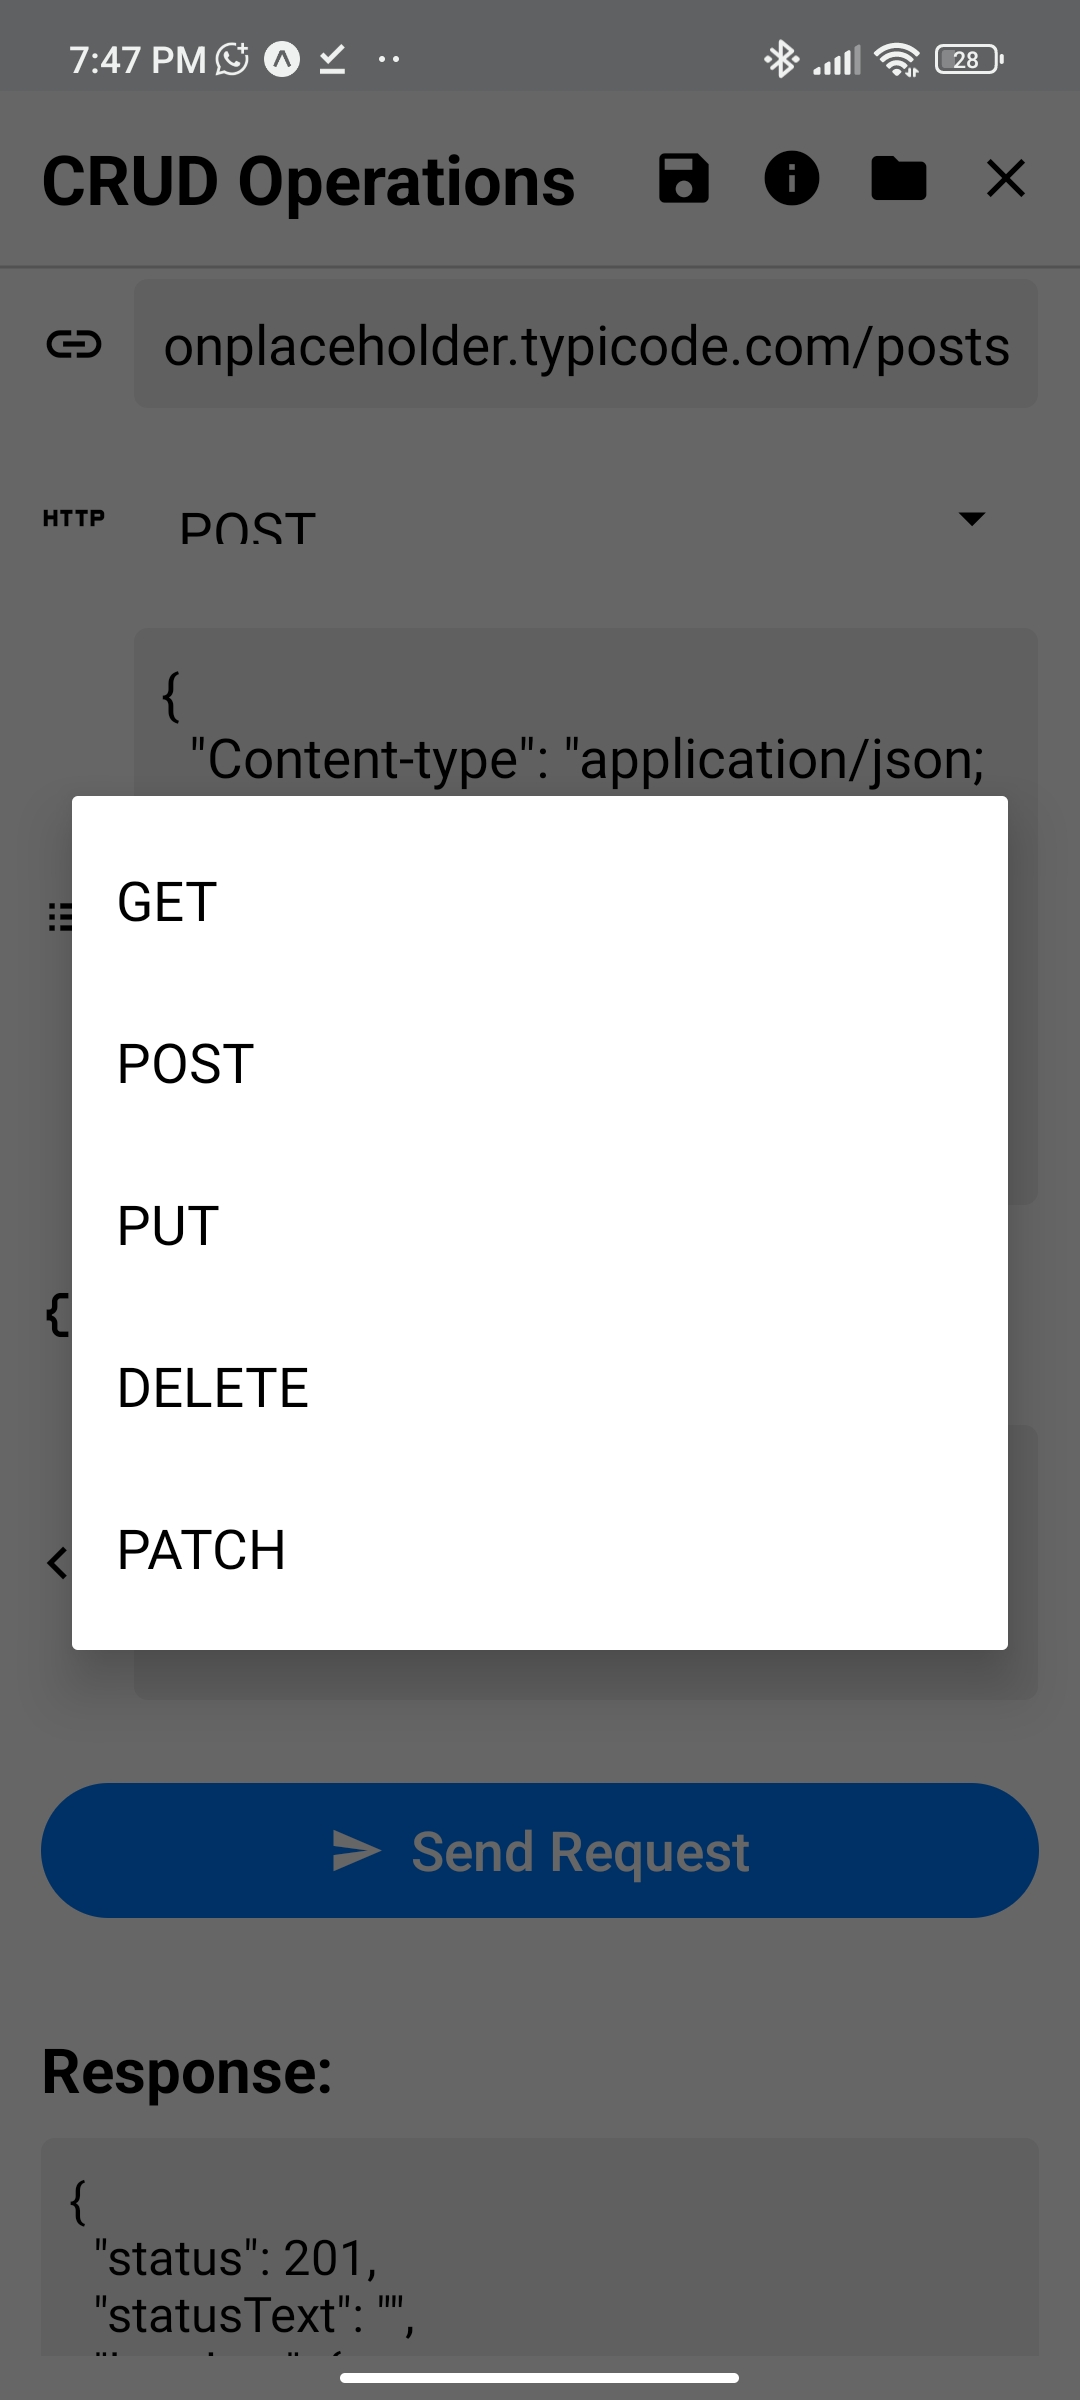 7:47 PM
28
CRUD Operations
onplaceholder.typicode.com/posts
HTTP
POST
{
"Content-type": "application/json;
GET
POST
PUT
DELETE
PATCH
{
Send Request
Response:
{
"status": 201,
"statusText": "",